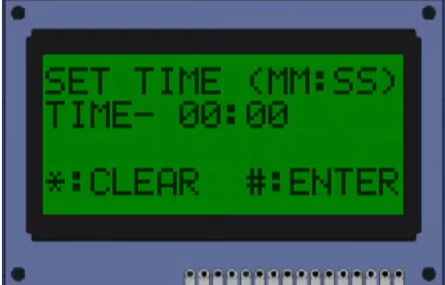 SET TIME (MM:SS)
TIME- 00:00
*:CLEAR  #:ENTER